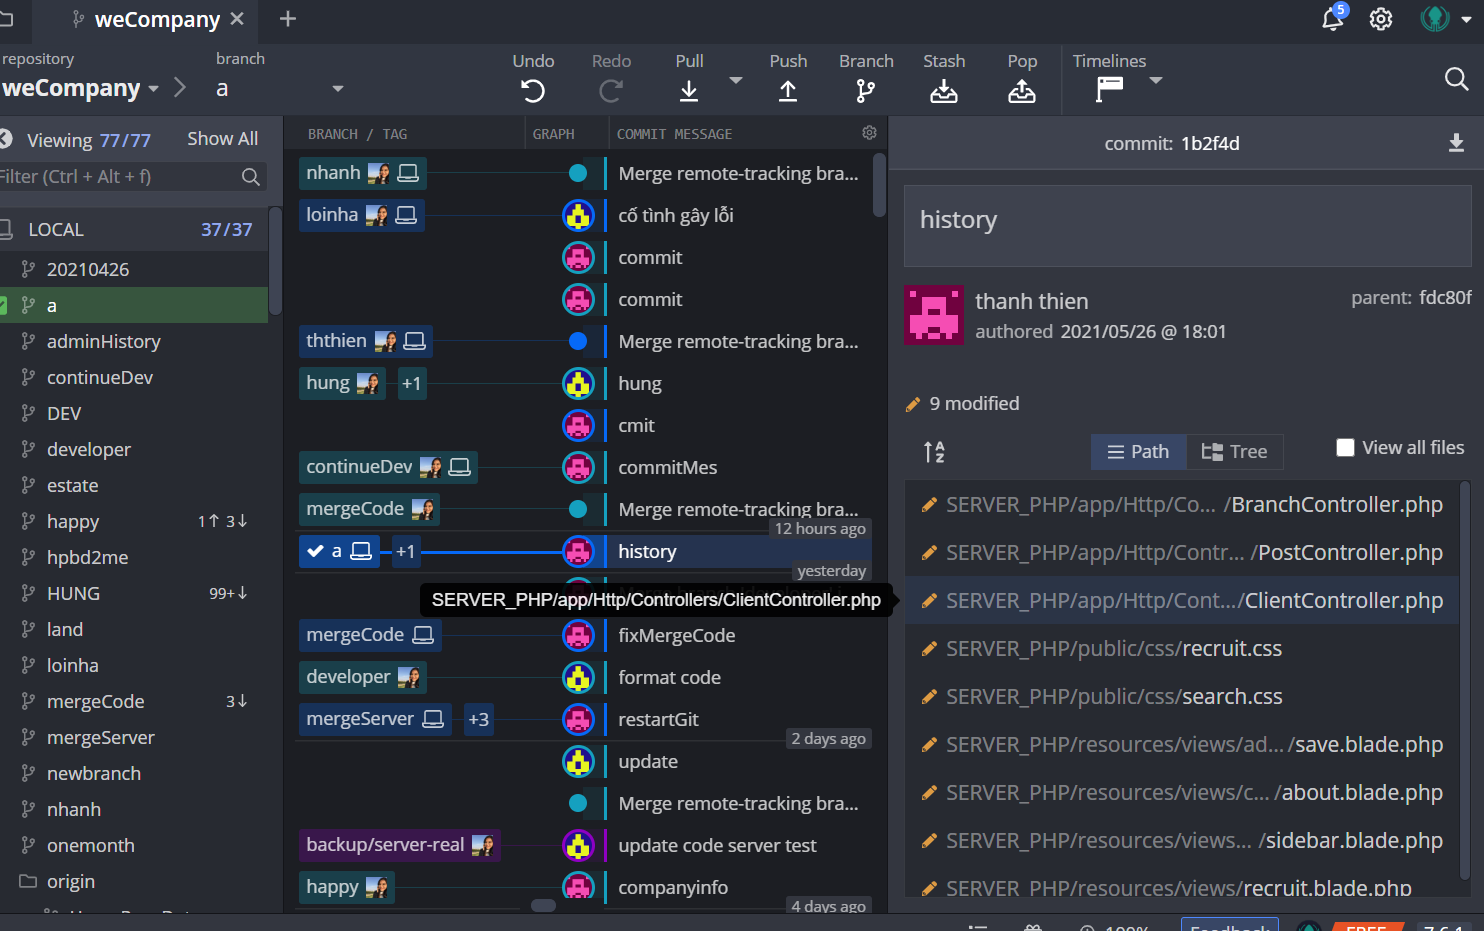 weCompany
5
repository
branch
weCompany
a
Undo
Redo
Pull
Push
Branch
Stash
Pop
Timelines
Viewing 77/77
Show All
Filter (Ctrl + Alt + f)
LOCAL 37/37
20210426
a
adminHistory
continueDev
DEV
developer
estate
happy 1↑ 3↓
hpbd2me
HUNG 99+↓
land
loinha
mergeCode 3↓
mergeServer
newbranch
nhanh
onemonth
origin
BRANCH / TAG GRAPH COMMIT MESSAGE
nhanh Merge remote-tracking bra...
loinha cố tình gây lỗi
commit
commit
ththien Merge remote-tracking bra...
hung +1 hung
cmit
continueDev commitMes
mergeCode Merge remote-tracking bra...
12 hours ago
a +1 history
yesterday
SERVER_PHP/app/Http/Controllers/ClientController.php
mergeCode fixMergeCode
developer format code
mergeServer +3 restartGit
2 days ago
update
Merge remote-tracking bra...
backup/server-real update code server test
happy companyinfo
4 days ago
commit: 1b2f4d
history
thanh thien
parent: fdc80f
authored 2021/05/26 @ 18:01
9 modified
Path
Tree
View all files
SERVER_PHP/app/Http/Co... /BranchController.php
SERVER_PHP/app/Http/Contr... /PostController.php
SERVER_PHP/app/Http/Cont.../ClientController.php
SERVER_PHP/public/css/recruit.css
SERVER_PHP/public/css/search.css
SERVER_PHP/resources/views/ad... /save.blade.php
SERVER_PHP/resources/views/c... /about.blade.php
SERVER_PHP/resources/views... /sidebar.blade.php
SERVER_PHP/resources/views/recruit.blade.php
100%
Feedback
FREE
7.6.1